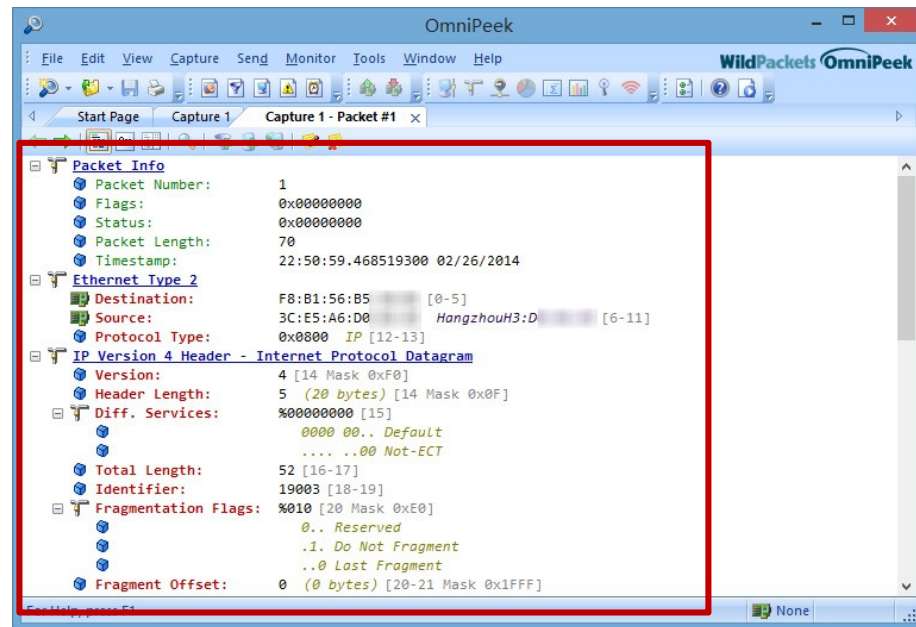 OmniPeek
File Edit View Capture Send Monitor Tools Window Help
WildPackets OmniPeek
Start Page Capture 1 Capture 1 - Packet #1
Packet Info
Packet Number: 1
Flags: 0x00000000
Status: 0x00000000
Packet Length: 70
Timestamp: 22:50:59.468519300 02/26/2014
Ethernet Type 2
Destination: F8:B1:56:B5 [0-5]
Source: 3C:E5:A6:D0 HangzhouH3:D [6-11]
Protocol Type: 0x0800 IP [12-13]
IP Version 4 Header - Internet Protocol Datagram
Version: 4 [14 Mask 0xF0]
Header Length: 5 (20 bytes) [14 Mask 0x0F]
Diff. Services: %00000000 [15]
0000 00.. Default
.... ..00 Not-ECT
Total Length: 52 [16-17]
Identifier: 19003 [18-19]
Fragmentation Flags: %010 [20 Mask 0xE0]
0.. Reserved
.1. Do Not Fragment
..0 Last Fragment
Fragment Offset: 0 (0 bytes) [20-21 Mask 0x1FFF]
For Help, press F1
None